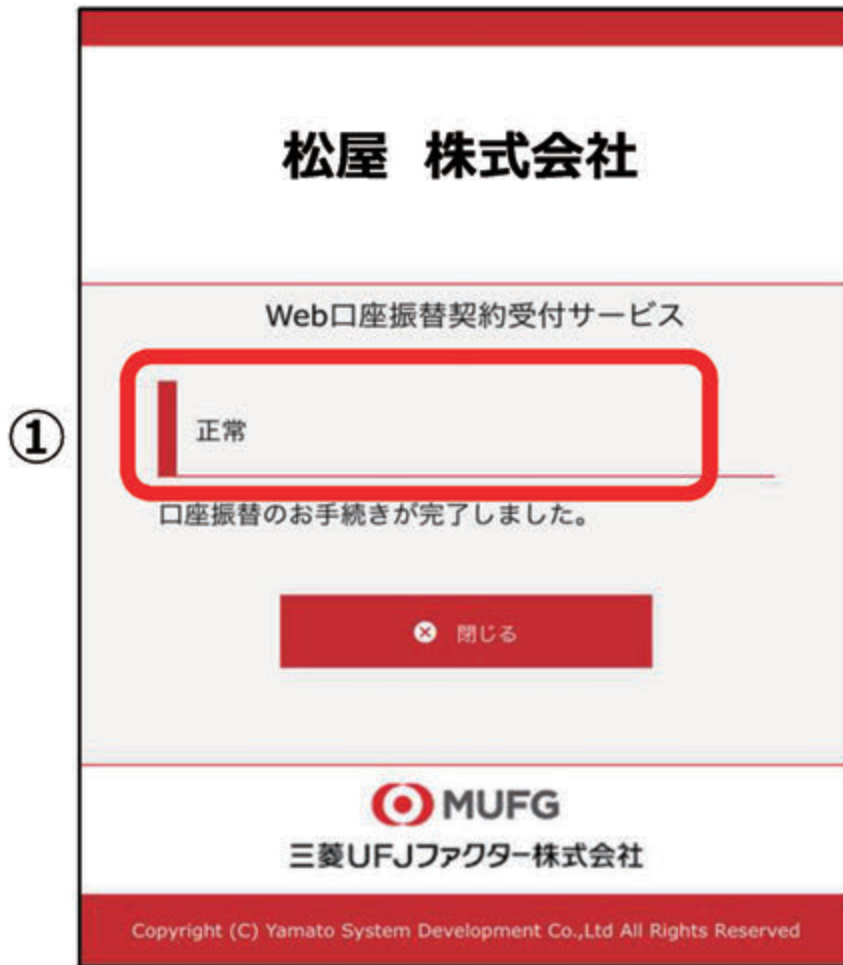 松屋 株式会社
Web口座振替契約受付サービス
①
正常
口座振替のお手続きが完了しました。
閉じる
MUFG
三菱UFJファクター株式会社
Copyright (C) Yamato System Development Co.,Ltd All Rights Reserved